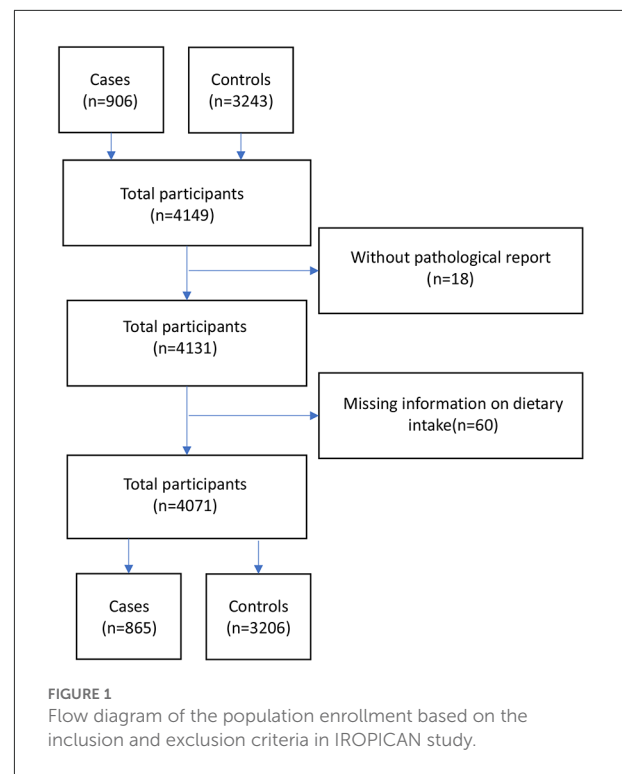 Cases
(n=906)
Controls
(n=3243)
Total participants
(n=4149)
Without pathological report
(n=18)
Total participants
(n=4131)
Missing information on dietary
intake(n=60)
Total participants
(n=4071)
Cases
(n=865)
Controls
(n=3206)
FIGURE 1
Flow diagram of the population enrollment based on the
inclusion and exclusion criteria in IROPICAN study.